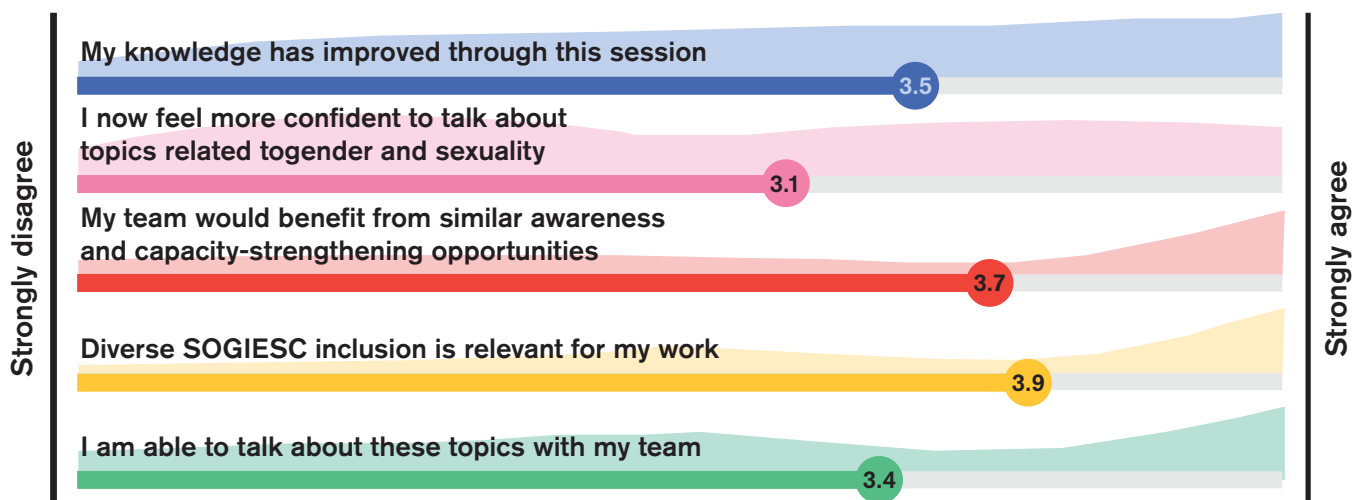 Strongly disagree
My knowledge has improved through this session
3.5
I now feel more confident to talk about
topics related togender and sexuality
3.1
My team would benefit from similar awareness
and capacity-strengthening opportunities
3.7
Diverse SOGIESC inclusion is relevant for my work
3.9
I am able to talk about these topics with my team
3.4
Strongly agree